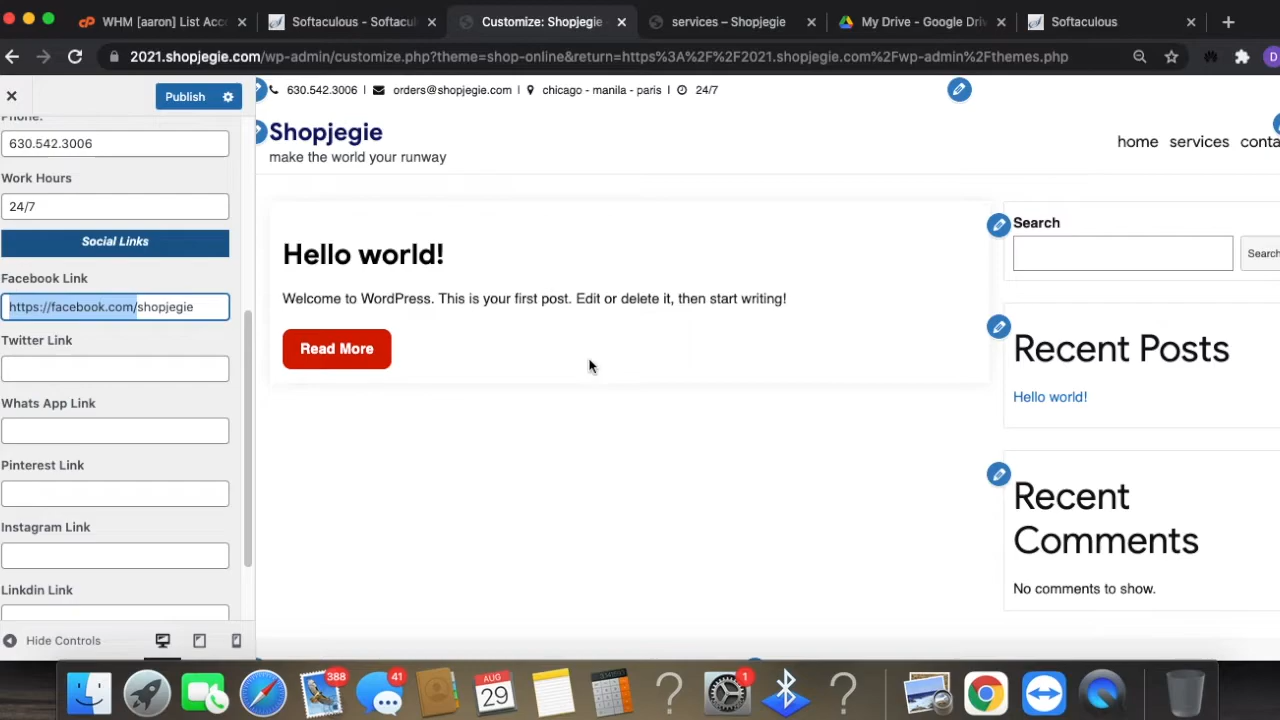 WHM [aaron] List Acc
Softaculous - Softacul
Customize: Shopjegie
services – Shopjegie
My Drive - Google Dri
Softaculous
2021.shopjegie.com/wp-admin/customize.php?theme=shop-online&return=https%3A%2F%2F2021.shopjegie.com%2Fwp-admin%2Fthemes.php
D
Publish
Phone:
630.542.3006
Work Hours
24/7
Social Links
Facebook Link
https://facebook.com/shopjegie
Twitter Link
Whats App Link
Pinterest Link
Instagram Link
Linkdin Link
Hide Controls
630.542.3006
orders@shopjegie.com
chicago - manila - paris
24/7
Shopjegie
make the world your runway
home services conta
Hello world!
Welcome to WordPress. This is your first post. Edit or delete it, then start writing!
Read More
Search
Search
Recent Posts
Hello world!
Recent
Comments
No comments to show.
388
41
AUG
29
1